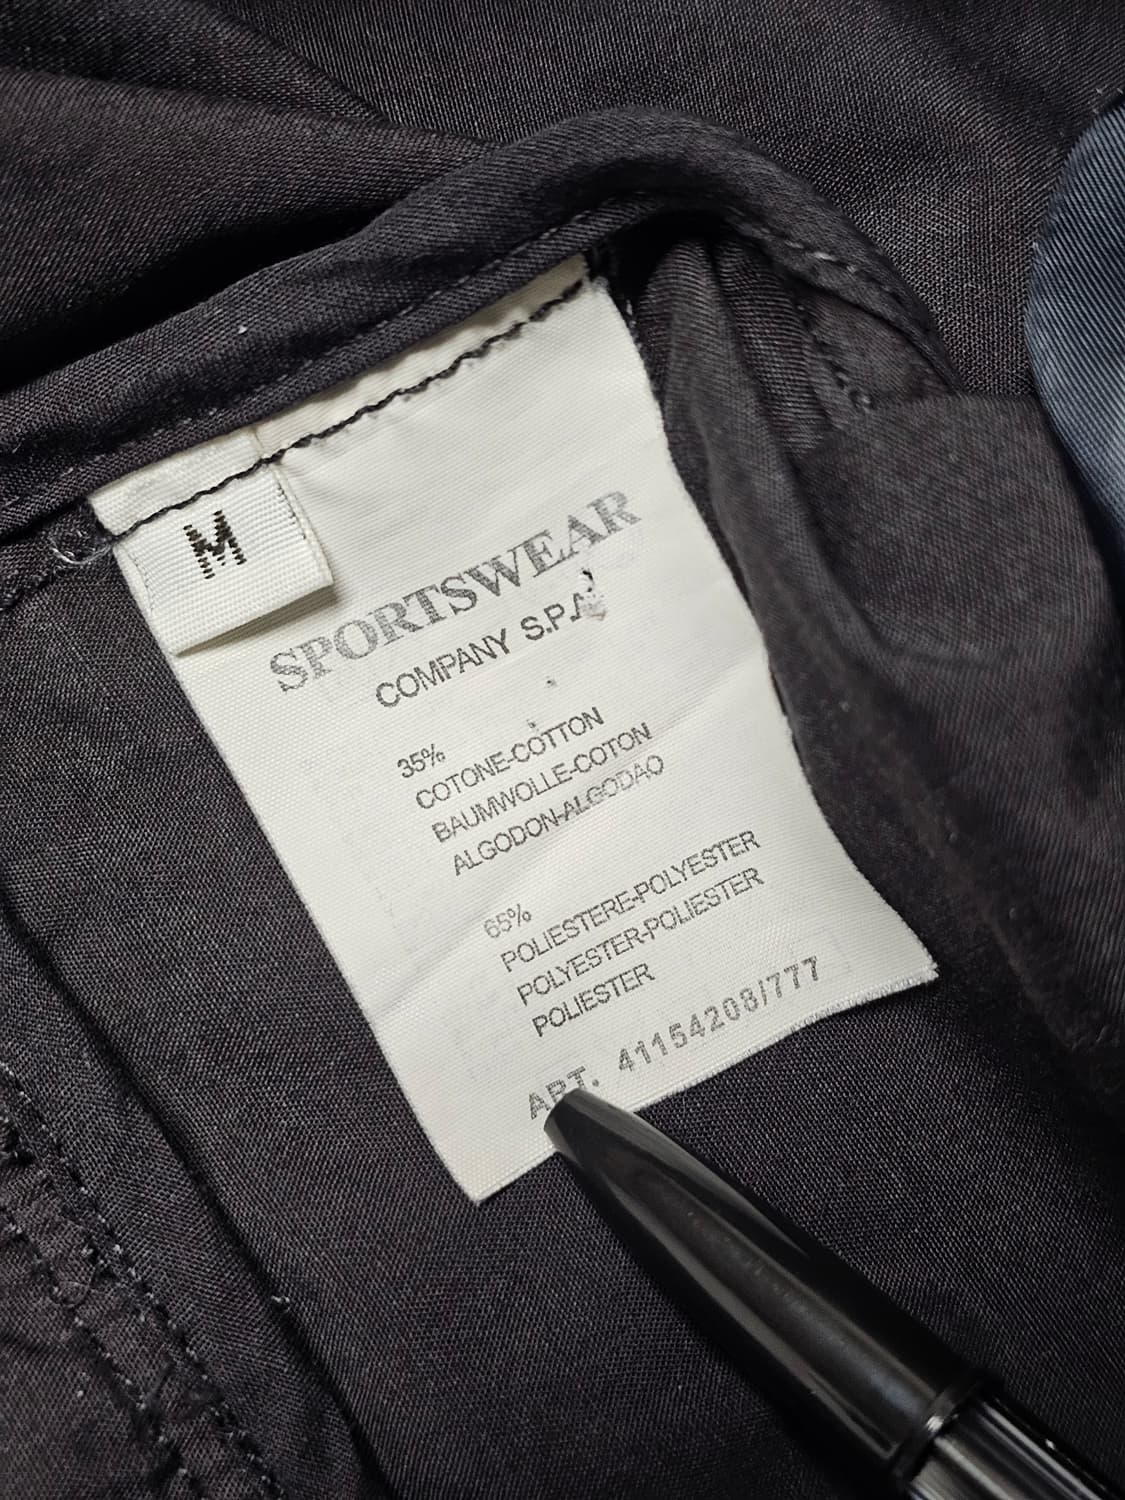 M
SPORTSWEAR
COMPANY S.P.A.
35%
COTONE-COTTON
BAUMWOLLE-COTON
ALGODON-ALGODAO
65%
POLIESTERE-POLYESTER
POLYESTER-POLIESTER
POLIESTER
ART. 41154208/777